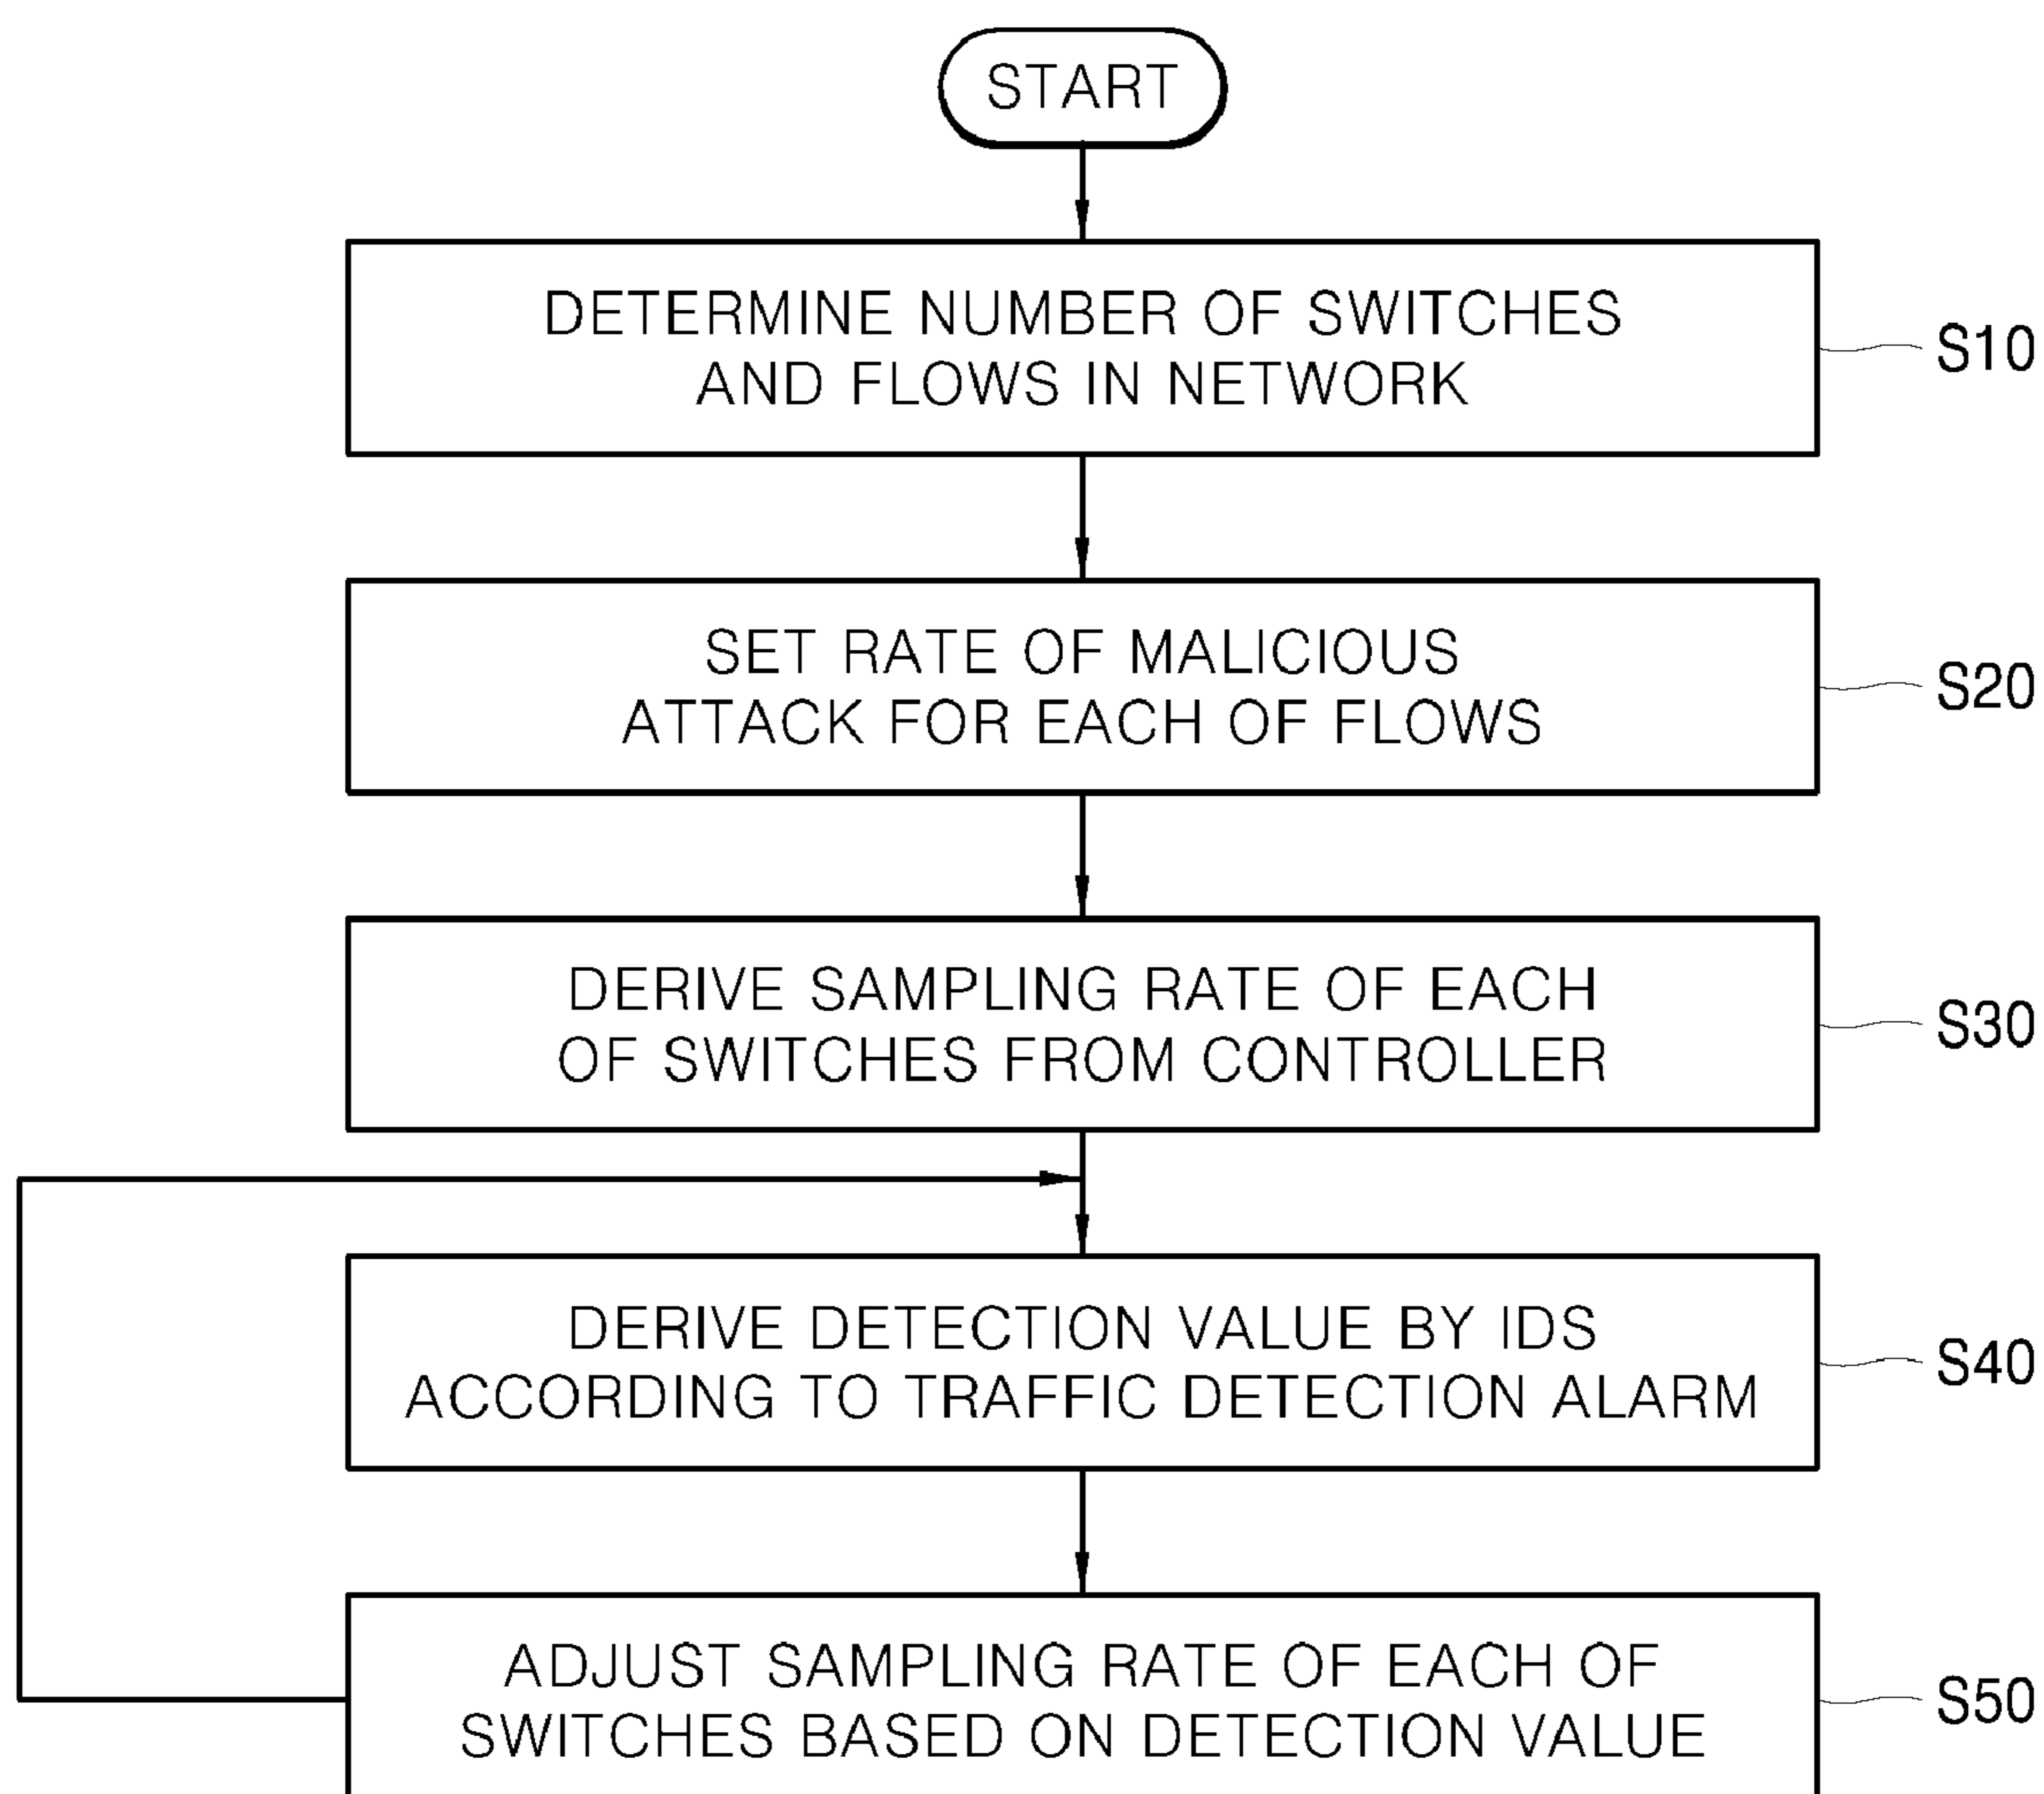 START
DETERMINE NUMBER OF SWITCHES
AND FLOWS IN NETWORK
S10
SET RATE OF MALICIOUS
ATTACK FOR EACH OF FLOWS
S20
DERIVE SAMPLING RATE OF EACH
OF SWITCHES FROM CONTROLLER
S30
DERIVE DETECTION VALUE BY IDS
ACCORDING TO TRAFFIC DETECTION ALARM
S40
ADJUST SAMPLING RATE OF EACH OF
SWITCHES BASED ON DETECTION VALUE
S50